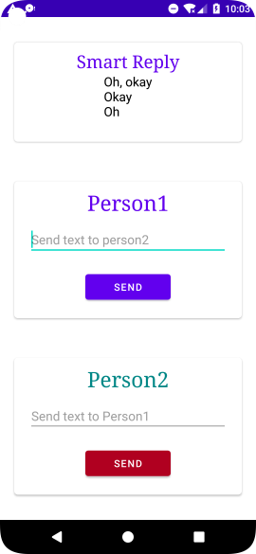 10:03
Smart Reply
Oh, okay
Okay
Oh
Person1
Send text to person2
SEND
Person2
Send text to Person1
SEND